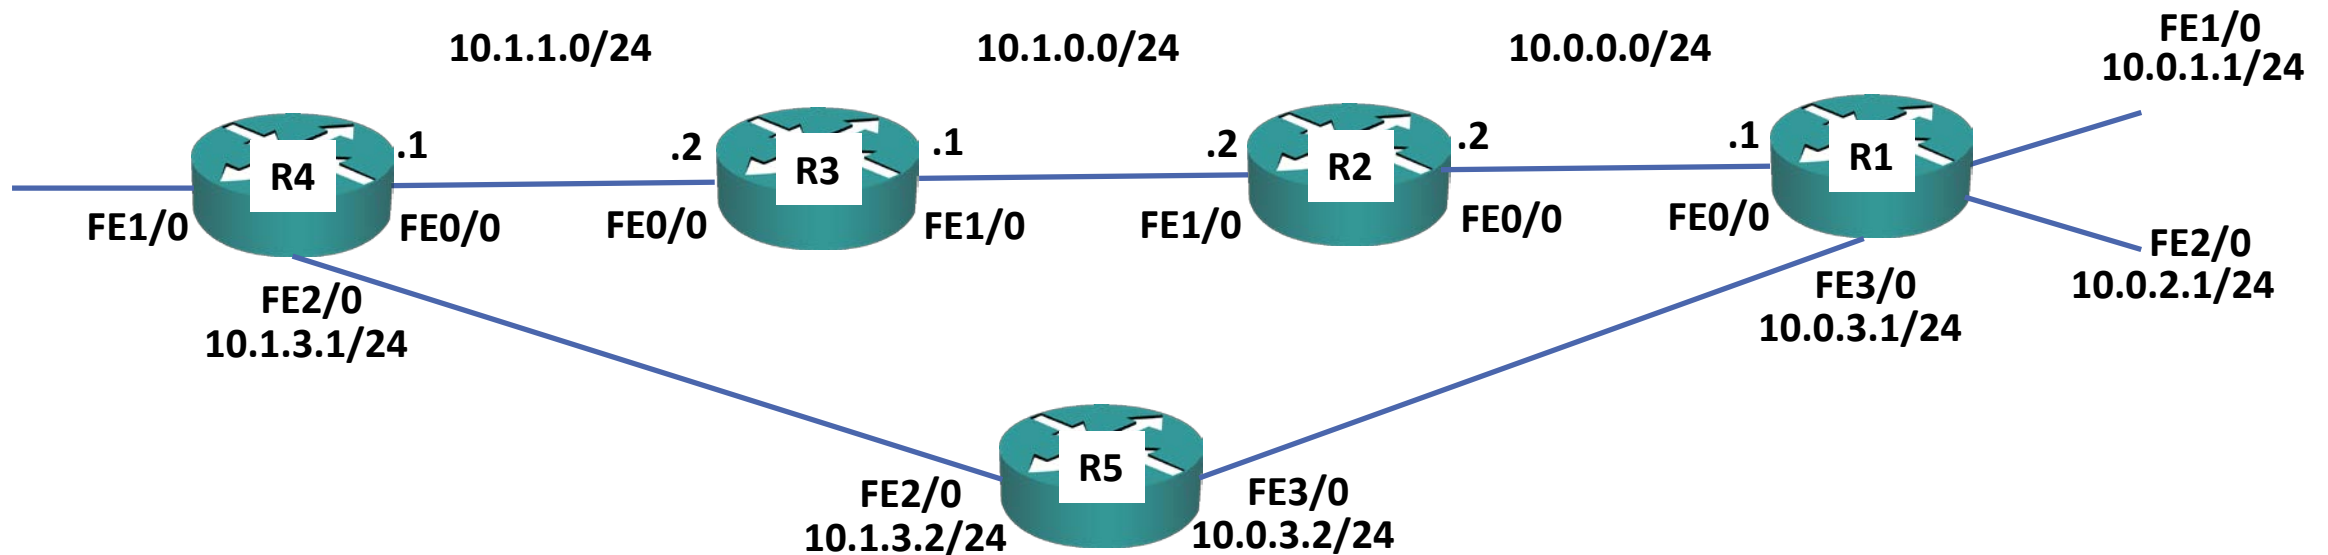 10.1.1.0/24
10.1.0.0/24
10.0.0.0/24
FE1/0
10.0.1.1/24
R4
.1
.2
R3
.1
.2
R2
.2
.1
R1
FE1/0
FE0/0
FE0/0
FE1/0
FE1/0
FE0/0
FE0/0
FE2/0
10.0.2.1/24
FE2/0
10.1.3.1/24
FE3/0
10.0.3.1/24
R5
FE2/0
10.1.3.2/24
FE3/0
10.0.3.2/24